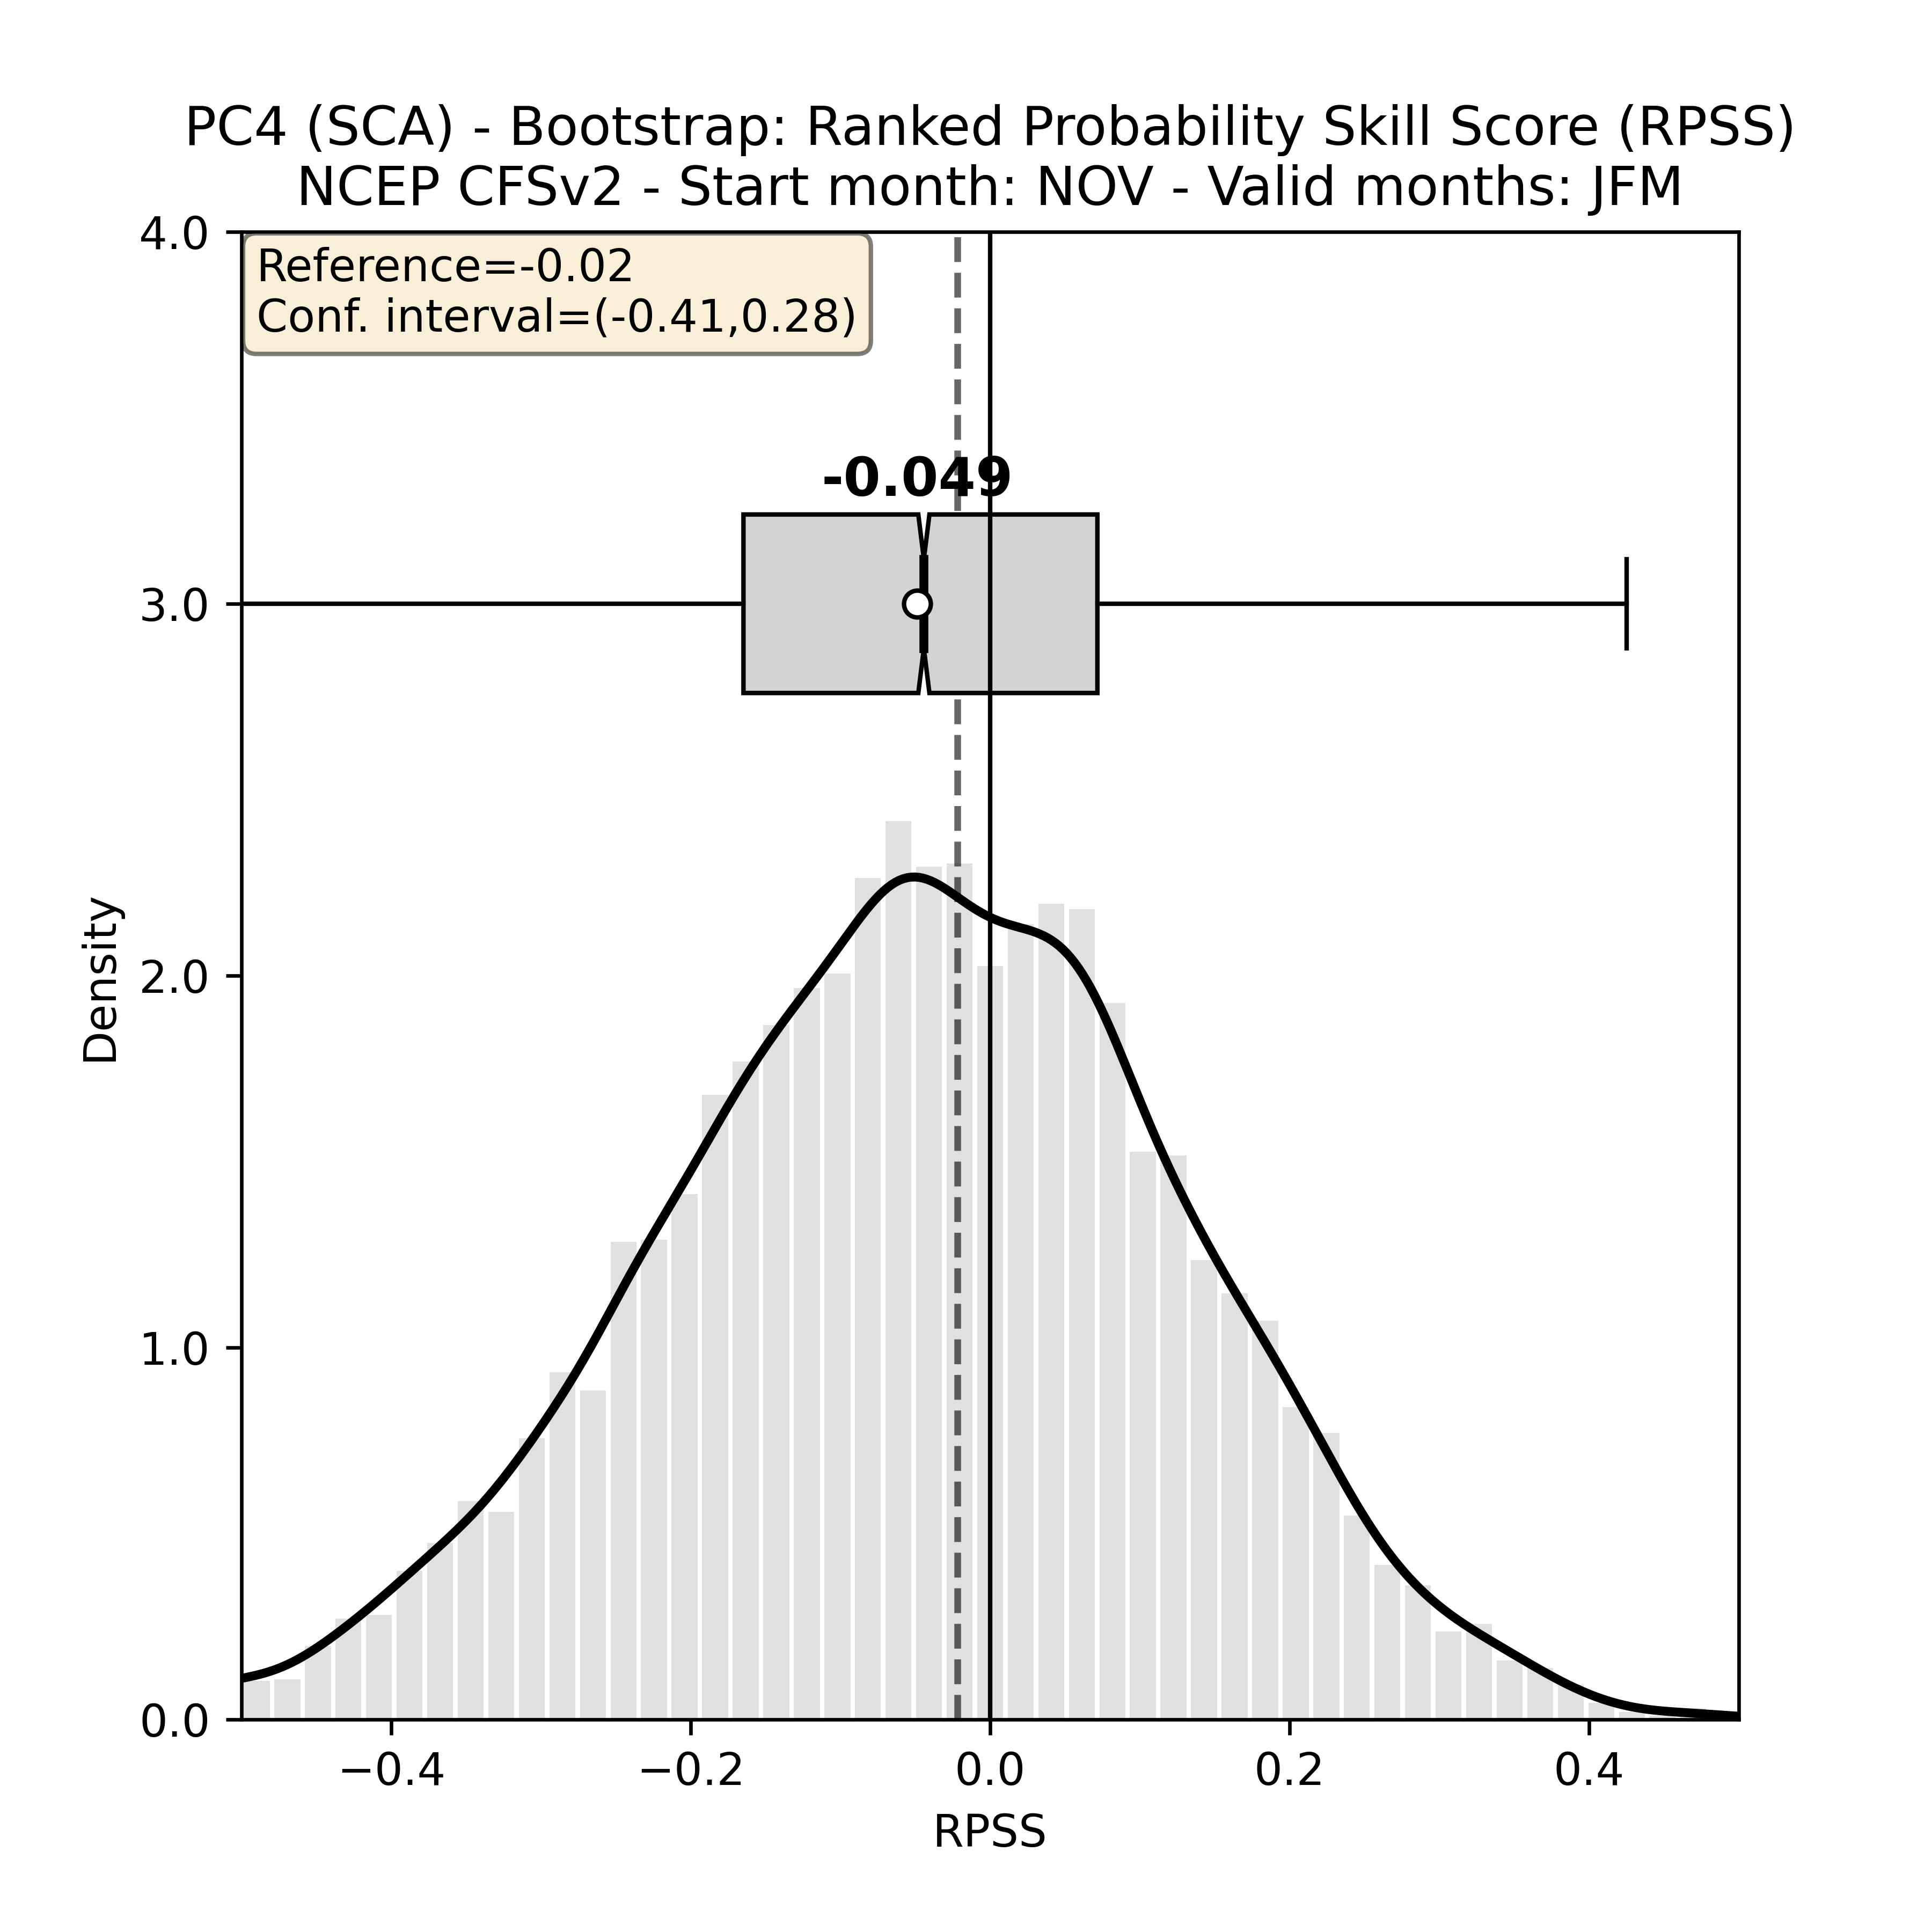 PC4 (SCA) - Bootstrap: Ranked Probability Skill Score (RPSS)
NCEP CFSv2 - Start month: NOV - Valid months: JFM
4.0
Reference=-0.02
Conf. interval=(-0.41,0.28)
-0.049
3.0
Density
2.0
1.0
0.0
−0.4 −0.2 0.0 0.2 0.4
RPSS